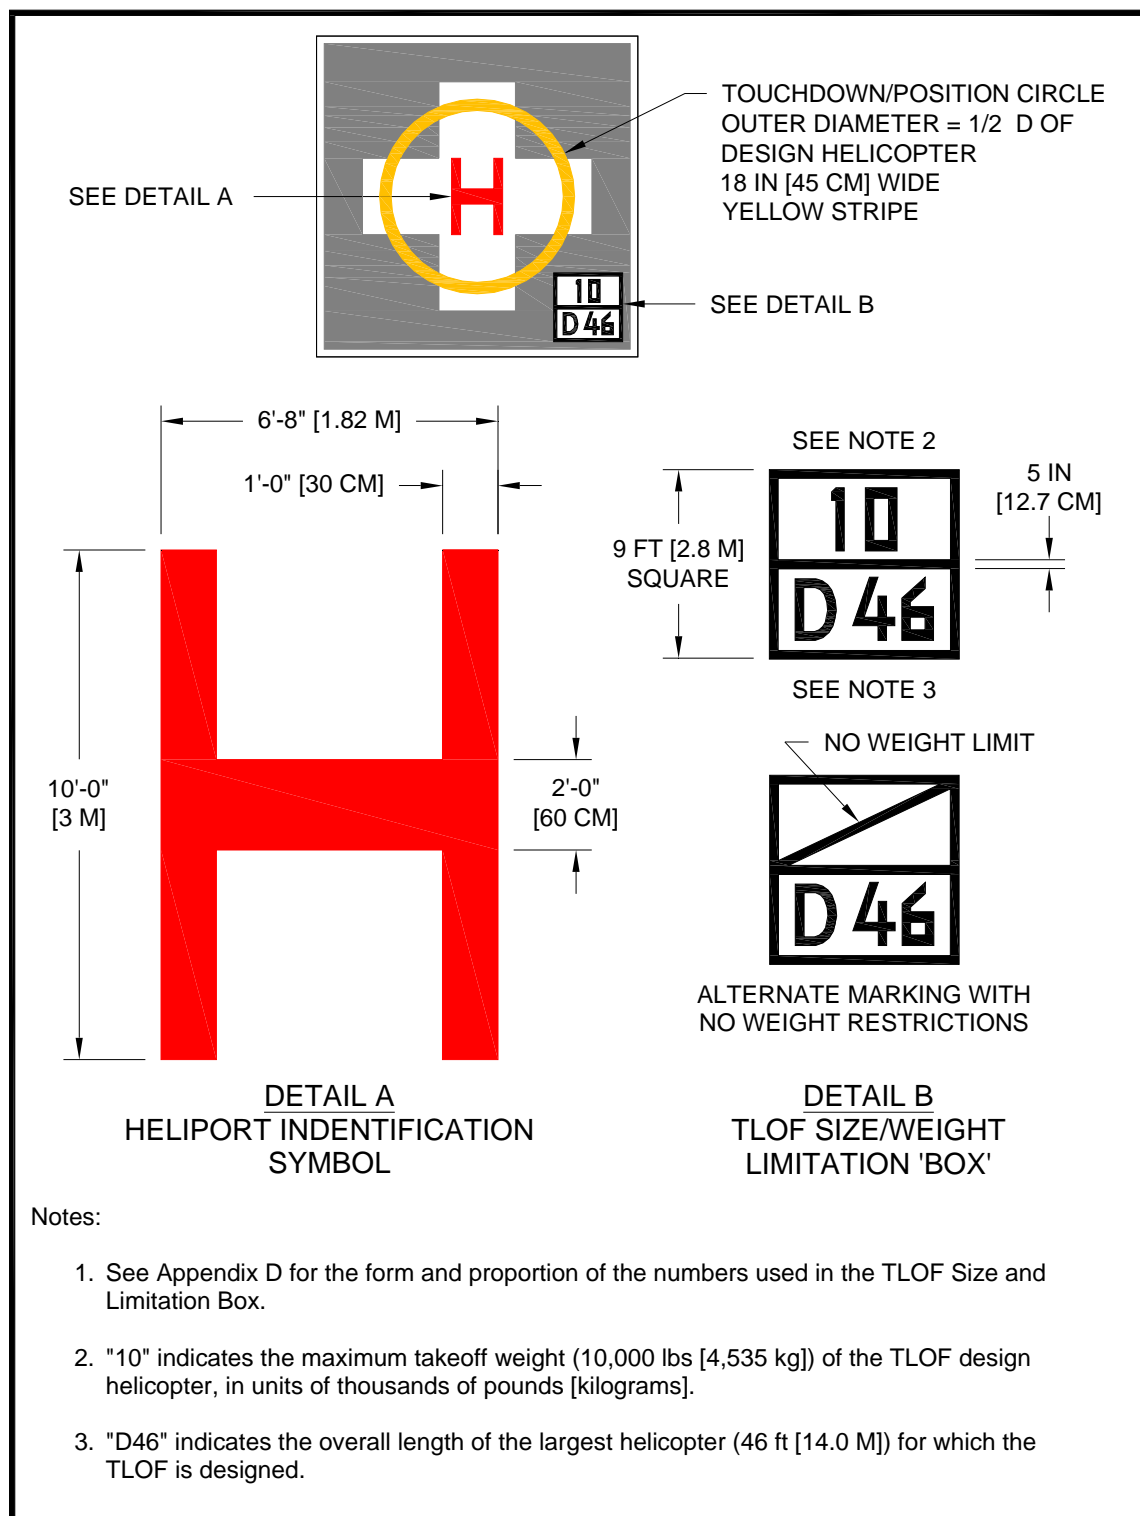 TOUCHDOWN/POSITION CIRCLE
OUTER DIAMETER = 1/2 D OF
DESIGN HELICOPTER
18 IN [45 CM] WIDE
YELLOW STRIPE
SEE DETAIL A
H
10
D 46
SEE DETAIL B
6'-8" [1.82 M]
1'-0" [30 CM]
10'-0"
[3 M]
2'-0"
[60 CM]
H
DETAIL A
HELIPORT INDENTIFICATION
SYMBOL
SEE NOTE 2
5 IN
[12.7 CM]
9 FT [2.8 M]
SQUARE
10
D 46
SEE NOTE 3
NO WEIGHT LIMIT
D 46
ALTERNATE MARKING WITH
NO WEIGHT RESTRICTIONS
DETAIL B
TLOF SIZE/WEIGHT
LIMITATION 'BOX'
Notes:
1. See Appendix D for the form and proportion of the numbers used in the TLOF Size and
Limitation Box.
2. "10" indicates the maximum takeoff weight (10,000 lbs [4,535 kg]) of the TLOF design
helicopter, in units of thousands of pounds [kilograms].
3. "D46" indicates the overall length of the largest helicopter (46 ft [14.0 M]) for which the
TLOF is designed.